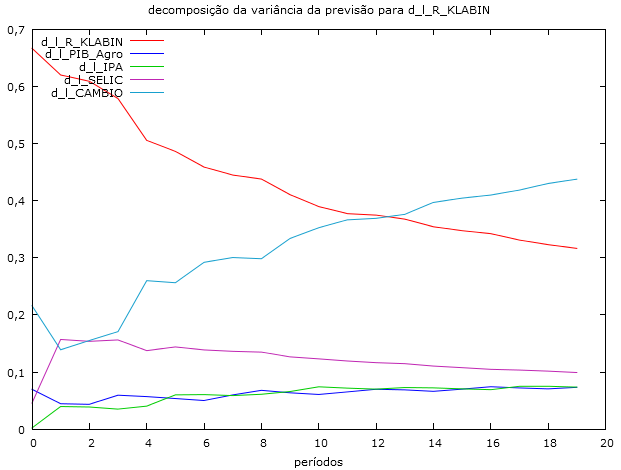 decomposição da variância da previsão para d_l_R_KLABIN
0,7
0,6
0,5
0,4
0,3
0,2
0,1
0
d_l_R_KLABIN
d_l_PIB_Agro
d_l_IPA
d_l_SELIC
d_l_CAMBIO
0 2 4 6 8 10 12 14 16 18 20
períodos